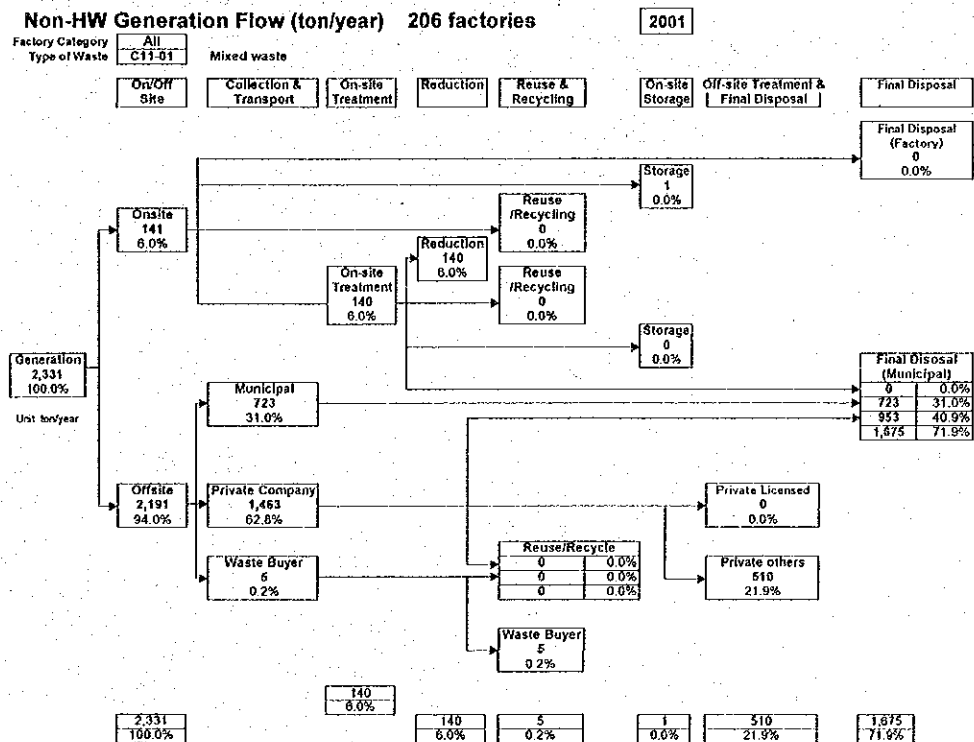 Non-HW Generation Flow (ton/year) 206 factories 2001
Factory Category All
Type of Waste C11-01 Mixed waste
On/Off Site
Collection & Transport
On-site Treatment
Reduction
Reuse & Recycling
On-site Storage
Off-site Treatment & Final Disposal
Final Disposal
Final Disposal
(Factory)
0
0.0%
Storage
1
0.0%
Onsite
141
6.0%
Reuse
/Recycling
0
0.0%
Reduction
140
6.0%
On-site
Treatment
140
6.0%
Reuse
/Recycling
0
0.0%
Storage
0
0.0%
Generation
2,331
100.0%
Unit ton/year
Final Disosal
(Municipal)
0 0.0%
723 31.0%
953 40.9%
1,675 71.9%
Municipal
723
31.0%
Offsite
2,191
94.0%
Private Company
1,463
62.8%
Private Licensed
0
0.0%
Waste Buyer
5
0.2%
Reuse/Recycle
0 0.0%
0 0.0%
0 0.0%
Private others
510
21.9%
Waste Buyer
5
0.2%
140
6.0%
2,331 140 5 1 510 1,675
100.0% 6.0% 0.2% 0.0% 21.9% 71.9%